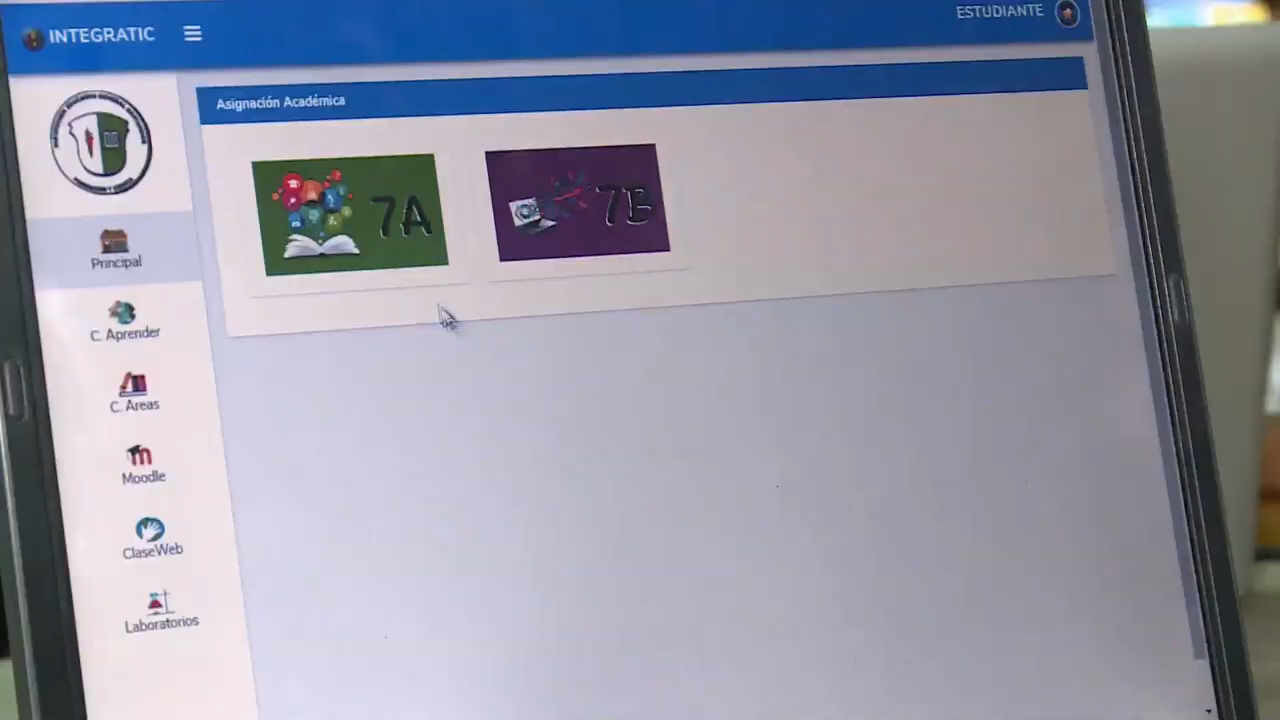 INTEGRATIC
ESTUDIANTE
Asignación Académica
7A
7B
Principal
C. Aprender
C. Areas
Moodle
ClaseWeb
Laboratorios